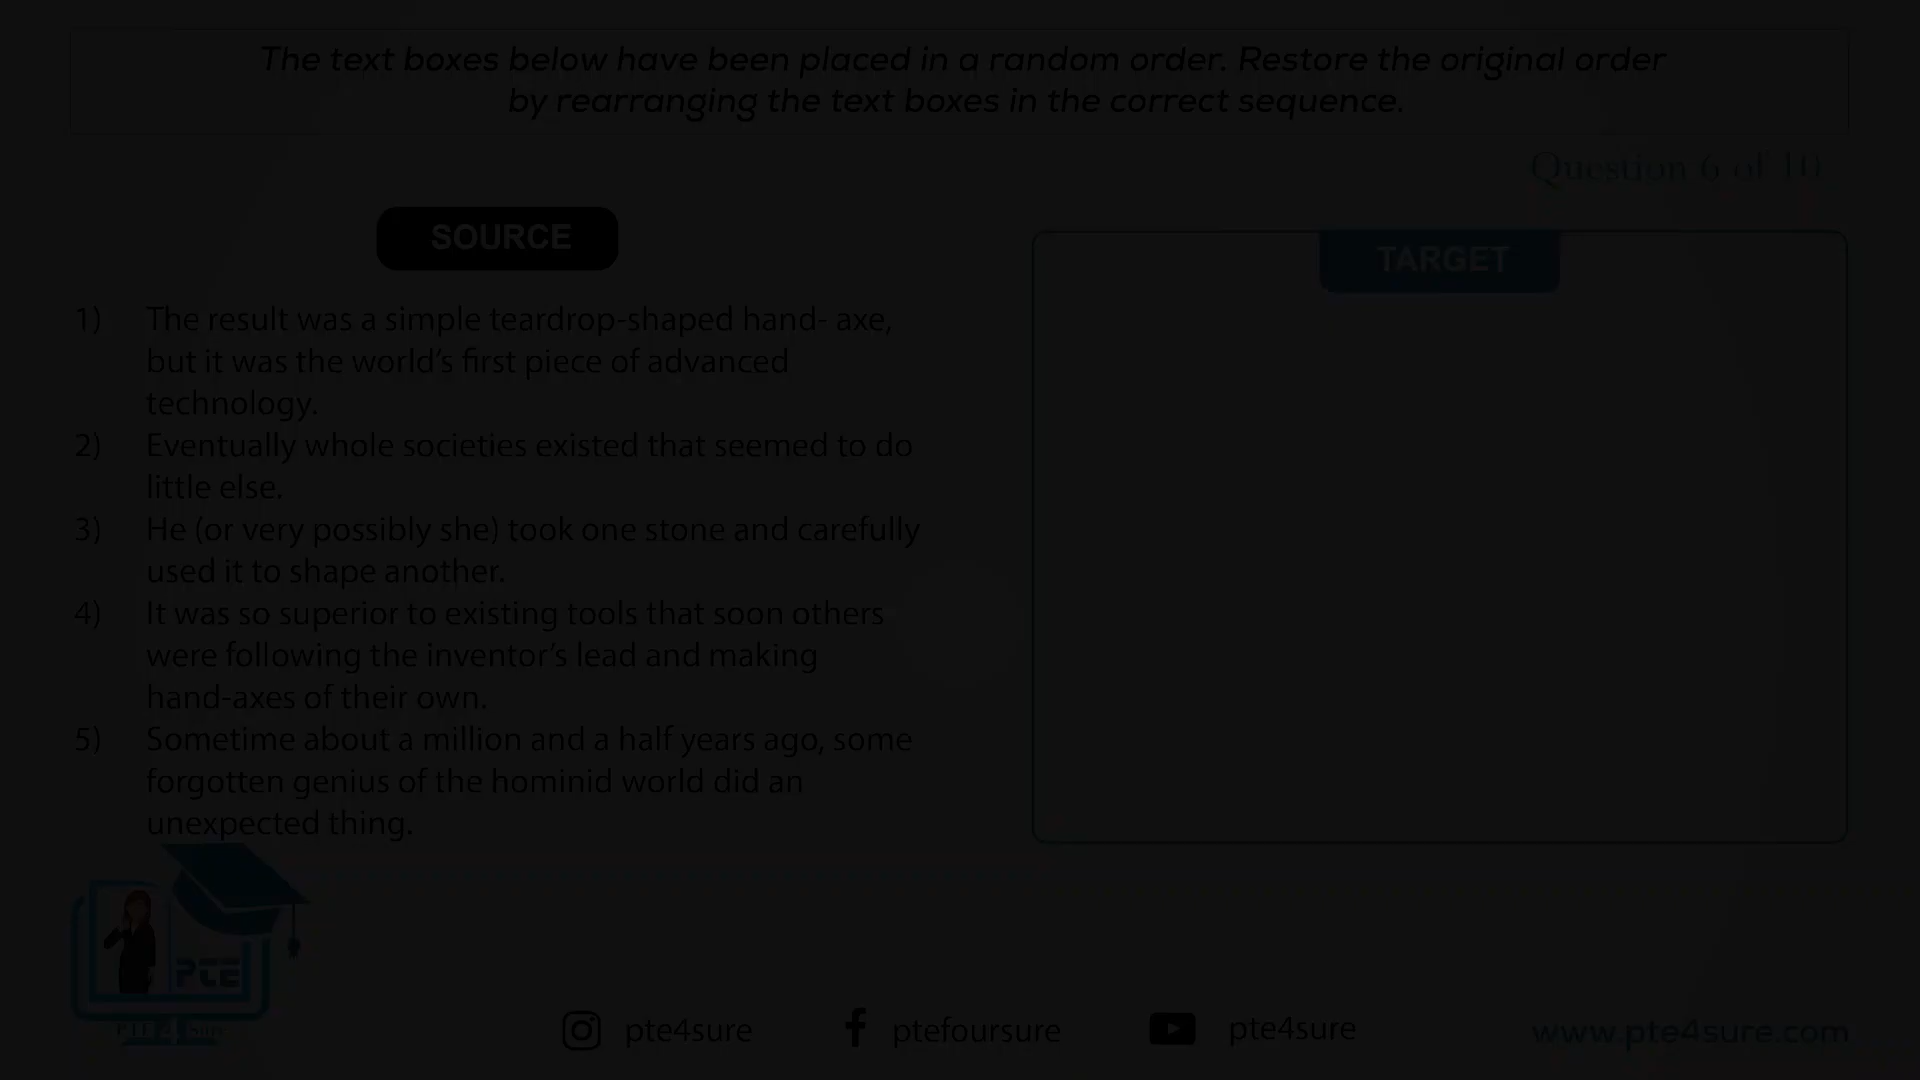 The text boxes below have been placed in a random order. Restore the original order
by rearranging the text boxes in the correct sequence.
Question 6 of 10
SOURCE
1) The result was a simple teardrop-shaped hand- axe,
but it was the world’s first piece of advanced
technology.
2) Eventually whole societies existed that seemed to do
little else.
3) He (or very possibly she) took one stone and carefully
used it to shape another.
4) It was so superior to existing tools that soon others
were following the inventor’s lead and making
hand-axes of their own.
5) Sometime about a million and a half years ago, some
forgotten genius of the hominid world did an
unexpected thing.
TARGET
PTE
PTE 4 Sure
pte4sure
ptefoursure
pte4sure
www.pte4sure.com